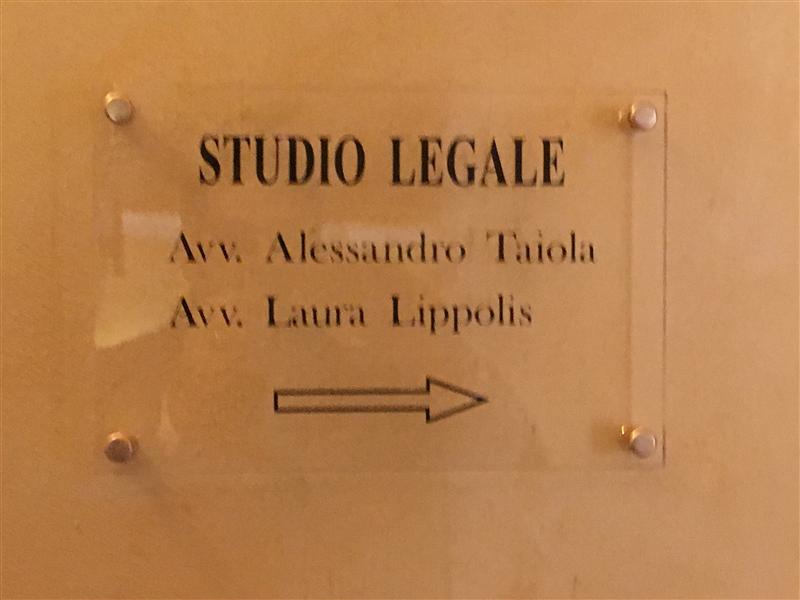 STUDIO LEGALE
Avv. Alessandro Taiola
Avv. Laura Lippolis